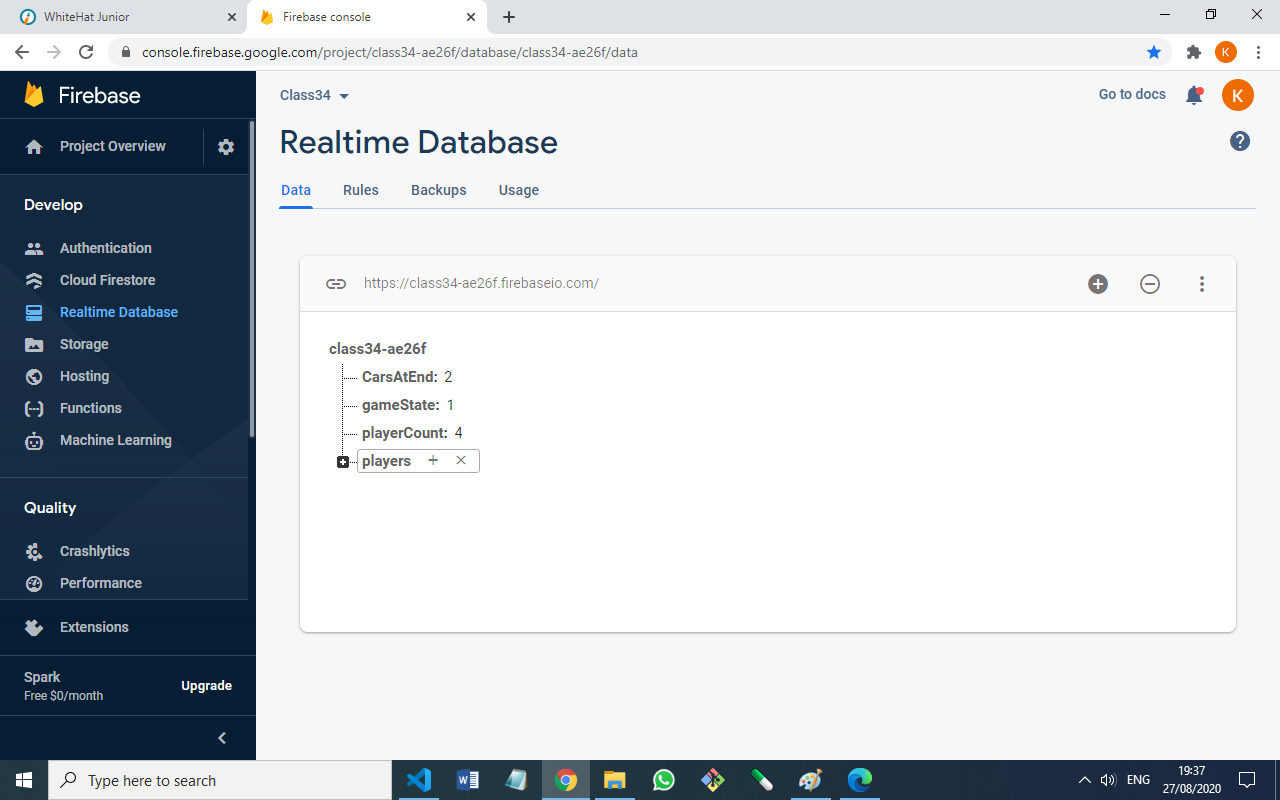 WhiteHat Junior
Firebase console
console.firebase.google.com/project/class34-ae26f/database/class34-ae26f/data
K
Firebase
Class34
Go to docs
K
Project Overview
Realtime Database
Develop
Data
Rules
Backups
Usage
Authentication
Cloud Firestore
Realtime Database
Storage
Hosting
Functions
Machine Learning
https://class34-ae26f.firebaseio.com/
class34-ae26f
CarsAtEnd: 2
gameState: 1
playerCount: 4
players
Quality
Crashlytics
Performance
Extensions
Spark
Free $0/month
Upgrade
Type here to search
ENG
19:37
27/08/2020